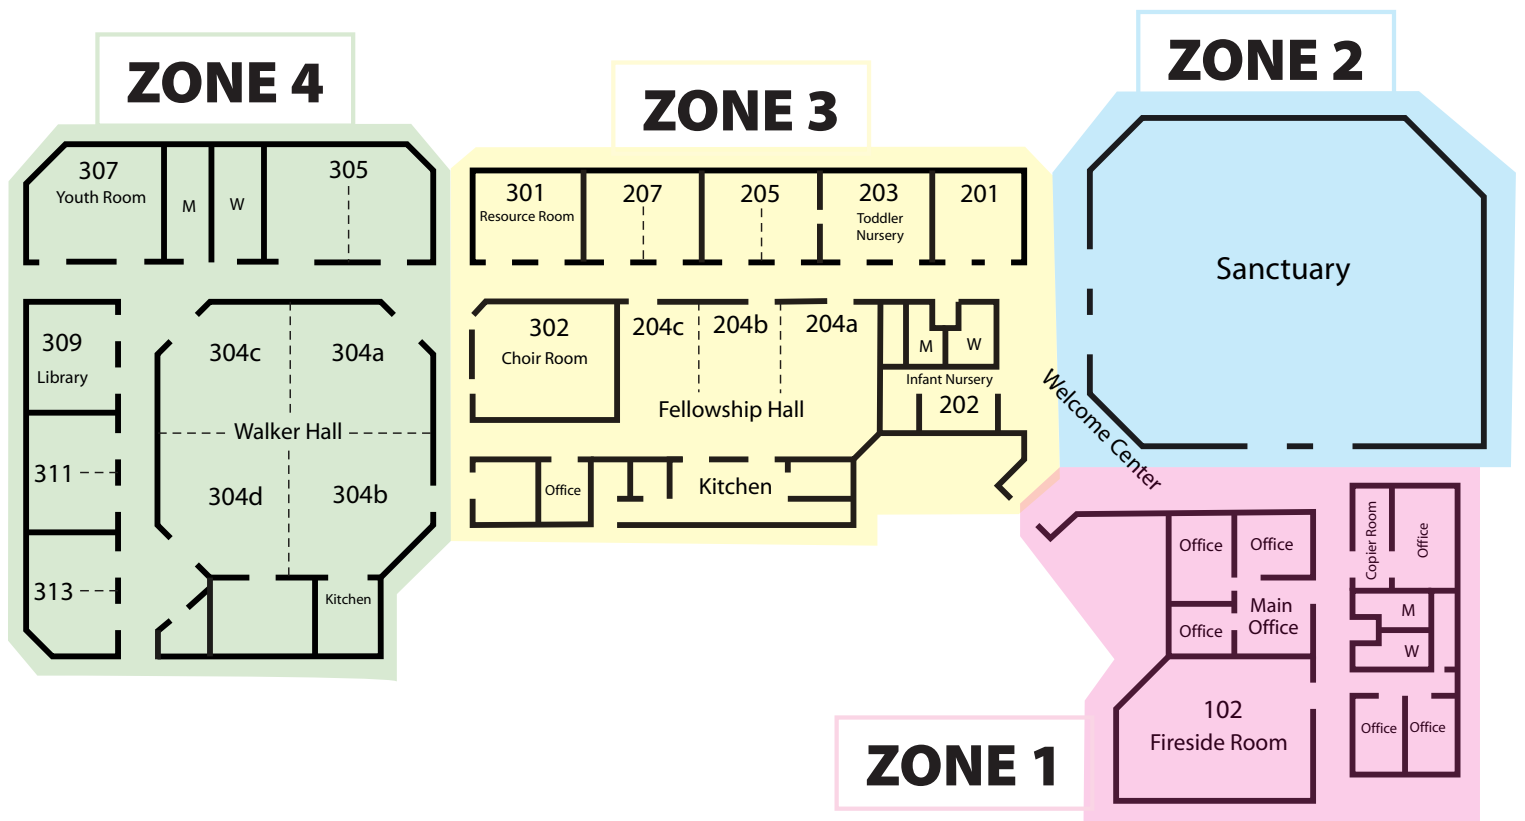 ZONE 4
ZONE 3
ZONE 2
307
Youth Room
M
W
305
309
Library
311
313
304c
304a
Walker Hall
304d
304b
Kitchen
301
Resource Room
207
205
203
Toddler
Nursery
201
302
Choir Room
204c
204b
204a
Fellowship Hall
M
W
Infant Nursery
202
Office
Kitchen
Sanctuary
Welcome Center
Office
Office
Office
Main
Office
Copier Room
Office
M
W
102
Fireside Room
Office
Office
ZONE 1